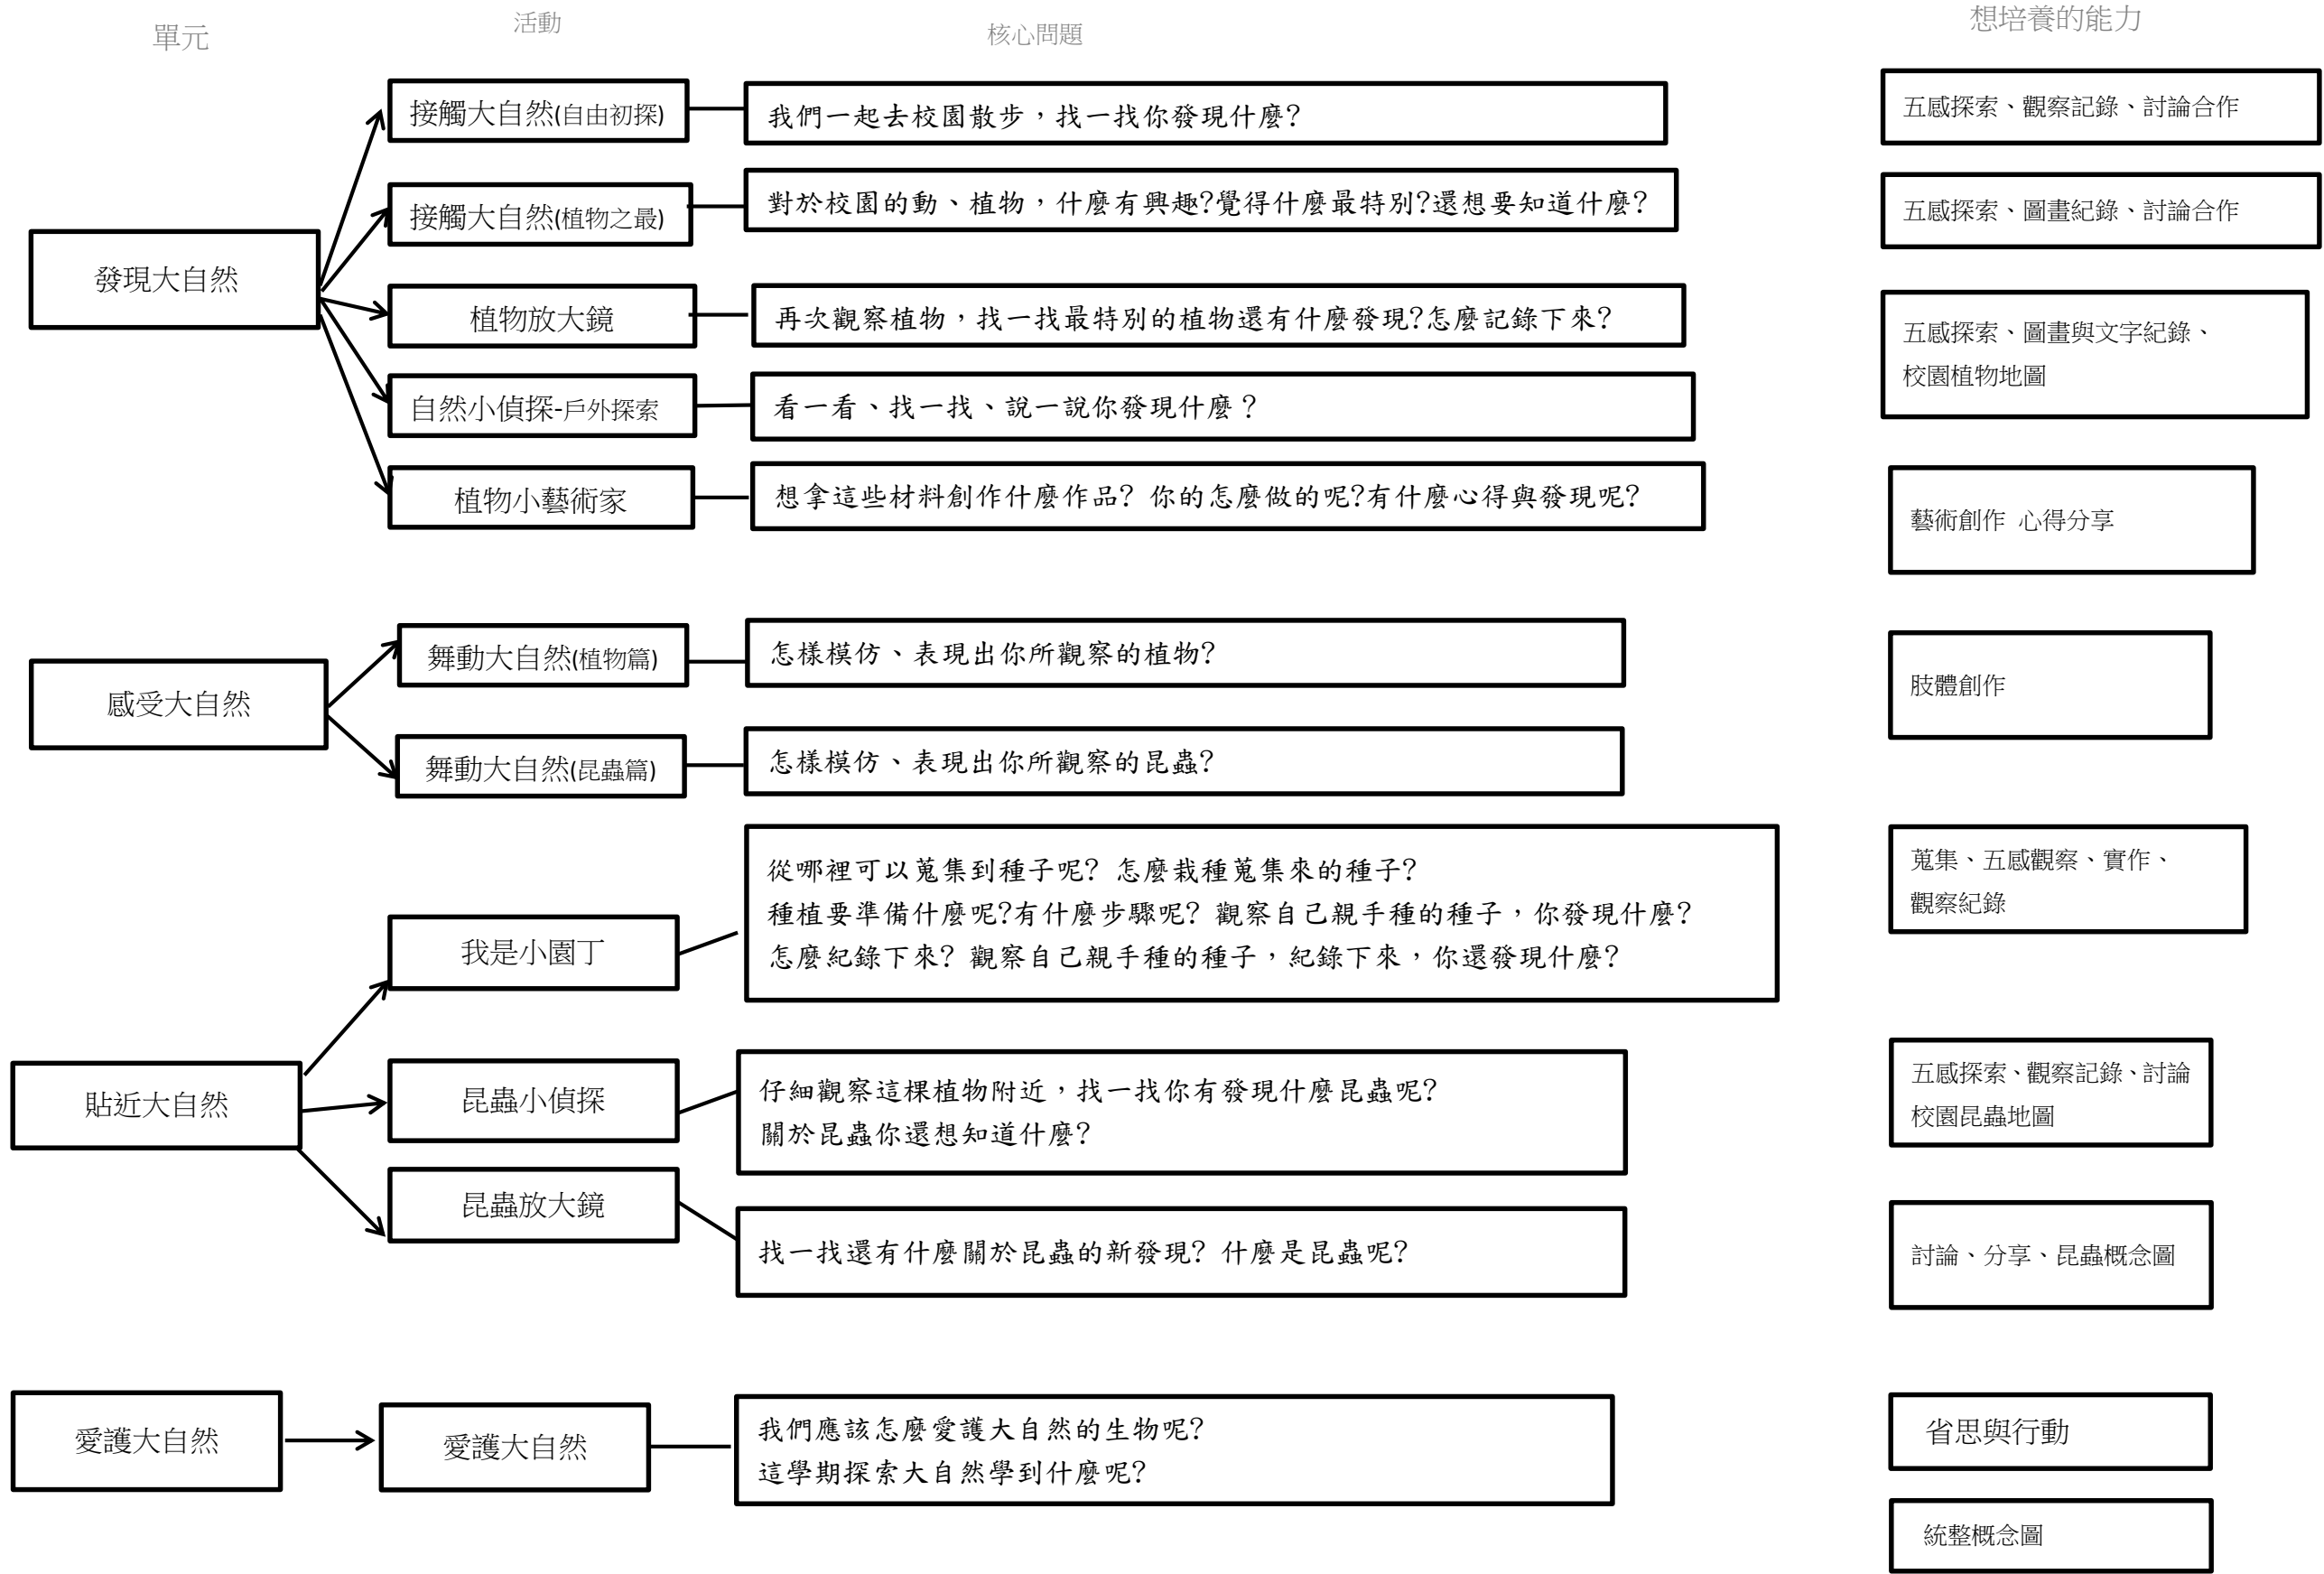 單元
活動
核心問題
想培養的能力
發現大自然
接觸大自然(自由初探)
我們一起去校園散步，找一找你發現什麼?
五感探索、觀察記錄、討論合作
接觸大自然(植物之最)
對於校園的動、植物，什麼有興趣?覺得什麼最特別?還想要知道什麼?
五感探索、圖畫紀錄、討論合作
植物放大鏡
再次觀察植物，找一找最特別的植物還有什麼發現?怎麼記錄下來?
五感探索、圖畫與文字紀錄、
校園植物地圖
自然小偵探-戶外探索
看一看、找一找、說一說你發現什麼？
植物小藝術家
想拿這些材料創作什麼作品? 你的怎麼做的呢?有什麼心得與發現呢?
藝術創作 心得分享
感受大自然
舞動大自然(植物篇)
怎樣模仿、表現出你所觀察的植物?
肢體創作
舞動大自然(昆蟲篇)
怎樣模仿、表現出你所觀察的昆蟲?
貼近大自然
我是小園丁
從哪裡可以蒐集到種子呢? 怎麼栽種蒐集來的種子?
種植要準備什麼呢?有什麼步驟呢? 觀察自己親手種的種子，你發現什麼?
怎麼紀錄下來? 觀察自己親手種的種子，紀錄下來，你還發現什麼?
蒐集、五感觀察、實作、
觀察紀錄
昆蟲小偵探
仔細觀察這棵植物附近，找一找你有發現什麼昆蟲呢?
關於昆蟲你還想知道什麼?
五感探索、觀察記錄、討論
校園昆蟲地圖
昆蟲放大鏡
找一找還有什麼關於昆蟲的新發現? 什麼是昆蟲呢?
討論、分享、昆蟲概念圖
愛護大自然
愛護大自然
我們應該怎麼愛護大自然的生物呢?
這學期探索大自然學到什麼呢?
省思與行動
統整概念圖